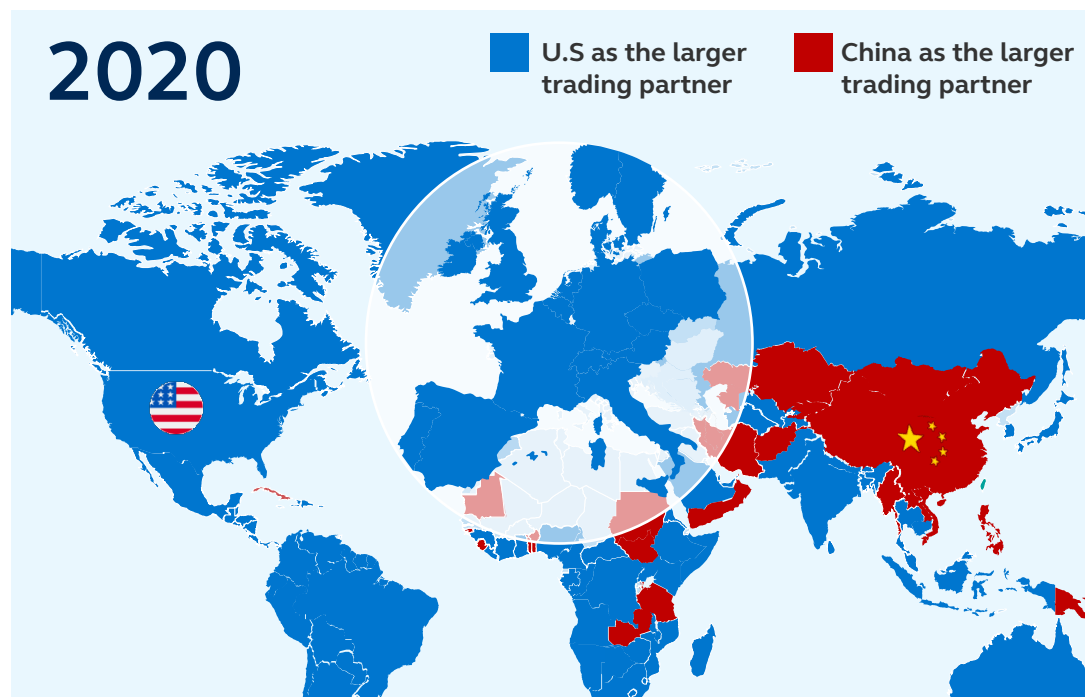 2020
U.S as the larger
trading partner
China as the larger
trading partner